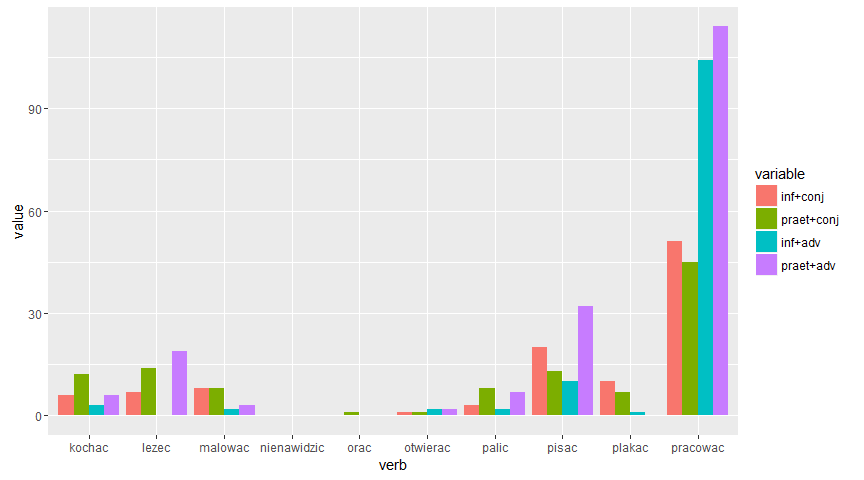 90
60
30
0
value
kochac lezec malowac nienawidzic orac otwierac palic pisac plakac pracowac
verb
variable
inf+conj
praet+conj
inf+adv
praet+adv